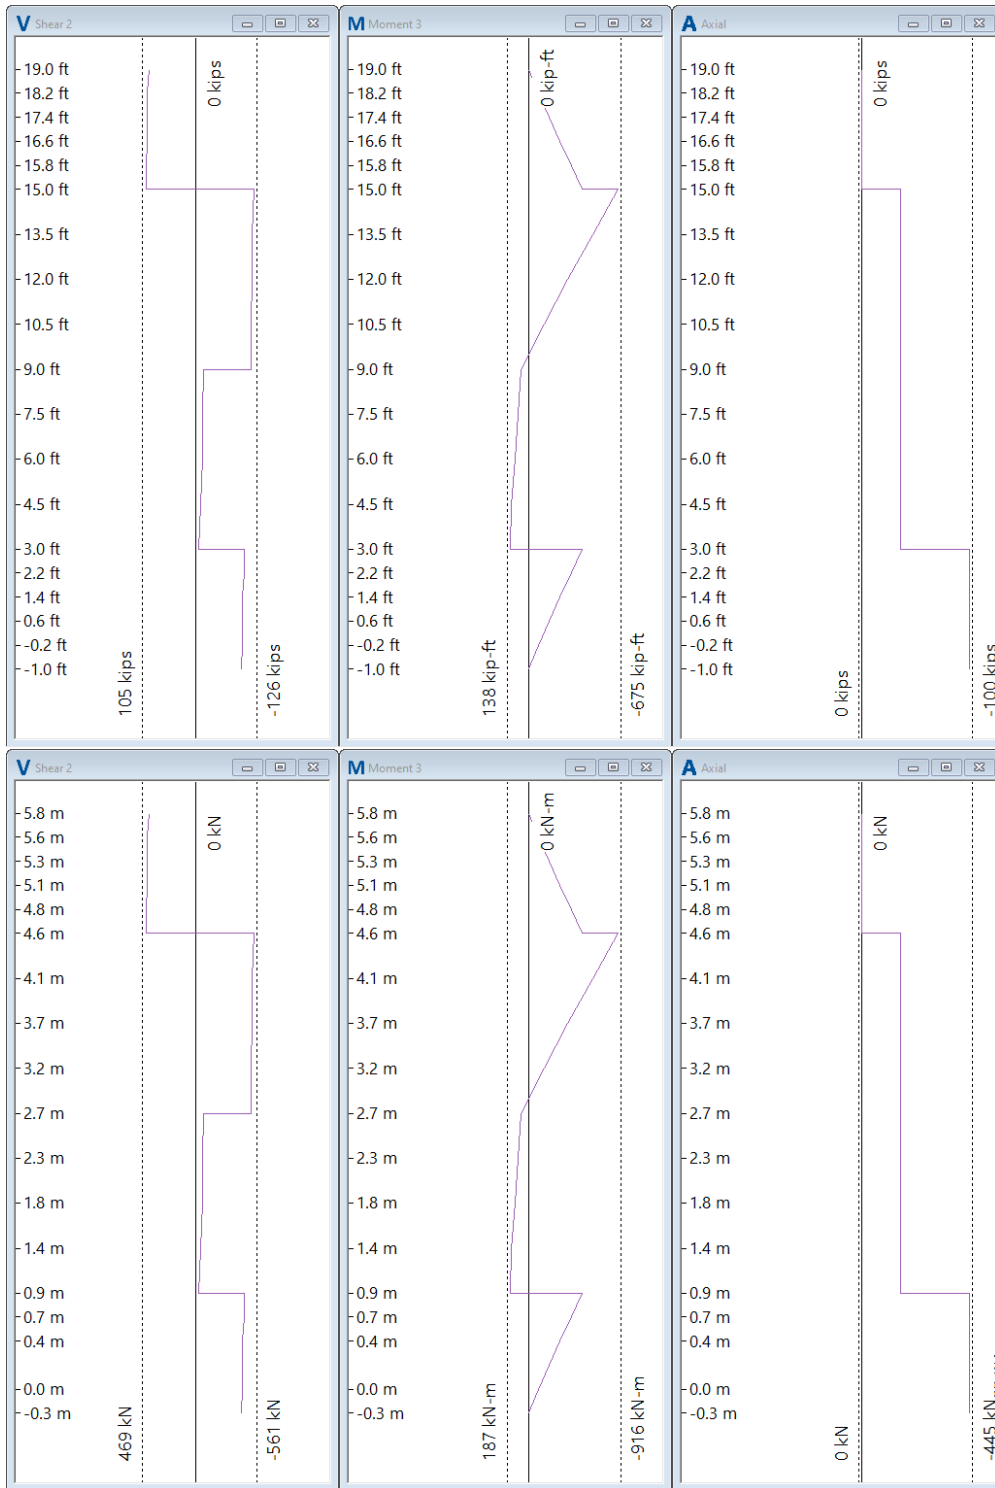 V Shear 2
19.0 ft
18.2 ft
17.4 ft
16.6 ft
15.8 ft
15.0 ft
13.5 ft
12.0 ft
10.5 ft
9.0 ft
7.5 ft
6.0 ft
4.5 ft
3.0 ft
2.2 ft
1.4 ft
0.6 ft
-0.2 ft
-1.0 ft
0 kips
105 kips
-126 kips
M Moment 3
19.0 ft
18.2 ft
17.4 ft
16.6 ft
15.8 ft
15.0 ft
13.5 ft
12.0 ft
10.5 ft
9.0 ft
7.5 ft
6.0 ft
4.5 ft
3.0 ft
2.2 ft
1.4 ft
0.6 ft
-0.2 ft
-1.0 ft
0 kip-ft
138 kip-ft
-675 kip-ft
A Axial
19.0 ft
18.2 ft
17.4 ft
16.6 ft
15.8 ft
15.0 ft
13.5 ft
12.0 ft
10.5 ft
9.0 ft
7.5 ft
6.0 ft
4.5 ft
3.0 ft
2.2 ft
1.4 ft
0.6 ft
-0.2 ft
-1.0 ft
0 kips
0 kips
-100 kips
V Shear 2
5.8 m
5.6 m
5.3 m
5.1 m
4.8 m
4.6 m
4.1 m
3.7 m
3.2 m
2.7 m
2.3 m
1.8 m
1.4 m
0.9 m
0.7 m
0.4 m
0.0 m
-0.3 m
0 kN
469 kN
-561 kN
M Moment 3
5.8 m
5.6 m
5.3 m
5.1 m
4.8 m
4.6 m
4.1 m
3.7 m
3.2 m
2.7 m
2.3 m
1.8 m
1.4 m
0.9 m
0.7 m
0.4 m
0.0 m
-0.3 m
0 kN-m
187 kN-m
-916 kN-m
A Axial
5.8 m
5.6 m
5.3 m
5.1 m
4.8 m
4.6 m
4.1 m
3.7 m
3.2 m
2.7 m
2.3 m
1.8 m
1.4 m
0.9 m
0.7 m
0.4 m
0.0 m
-0.3 m
0 kN
0 kN
-445 kN